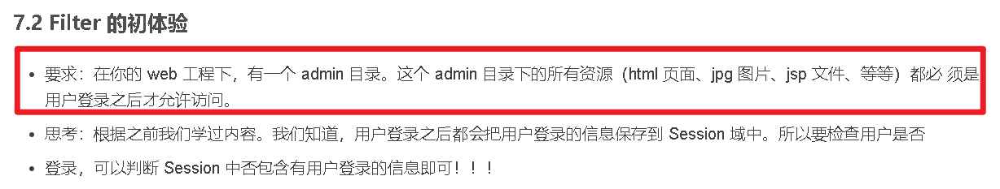 7.2 Filter 的初体验
• 要求：在你的 web 工程下，有一个 admin 目录。这个 admin 目录下的所有资源（html 页面、jpg 图片、jsp 文件、等等）都必 须是
用户登录之后才允许访问。
• 思考：根据之前我们学过内容。我们知道，用户登录之后都会把用户登录的信息保存到 Session 域中。所以要检查用户是否
• 登录，可以判断 Session 中否包含有用户登录的信息即可！！！